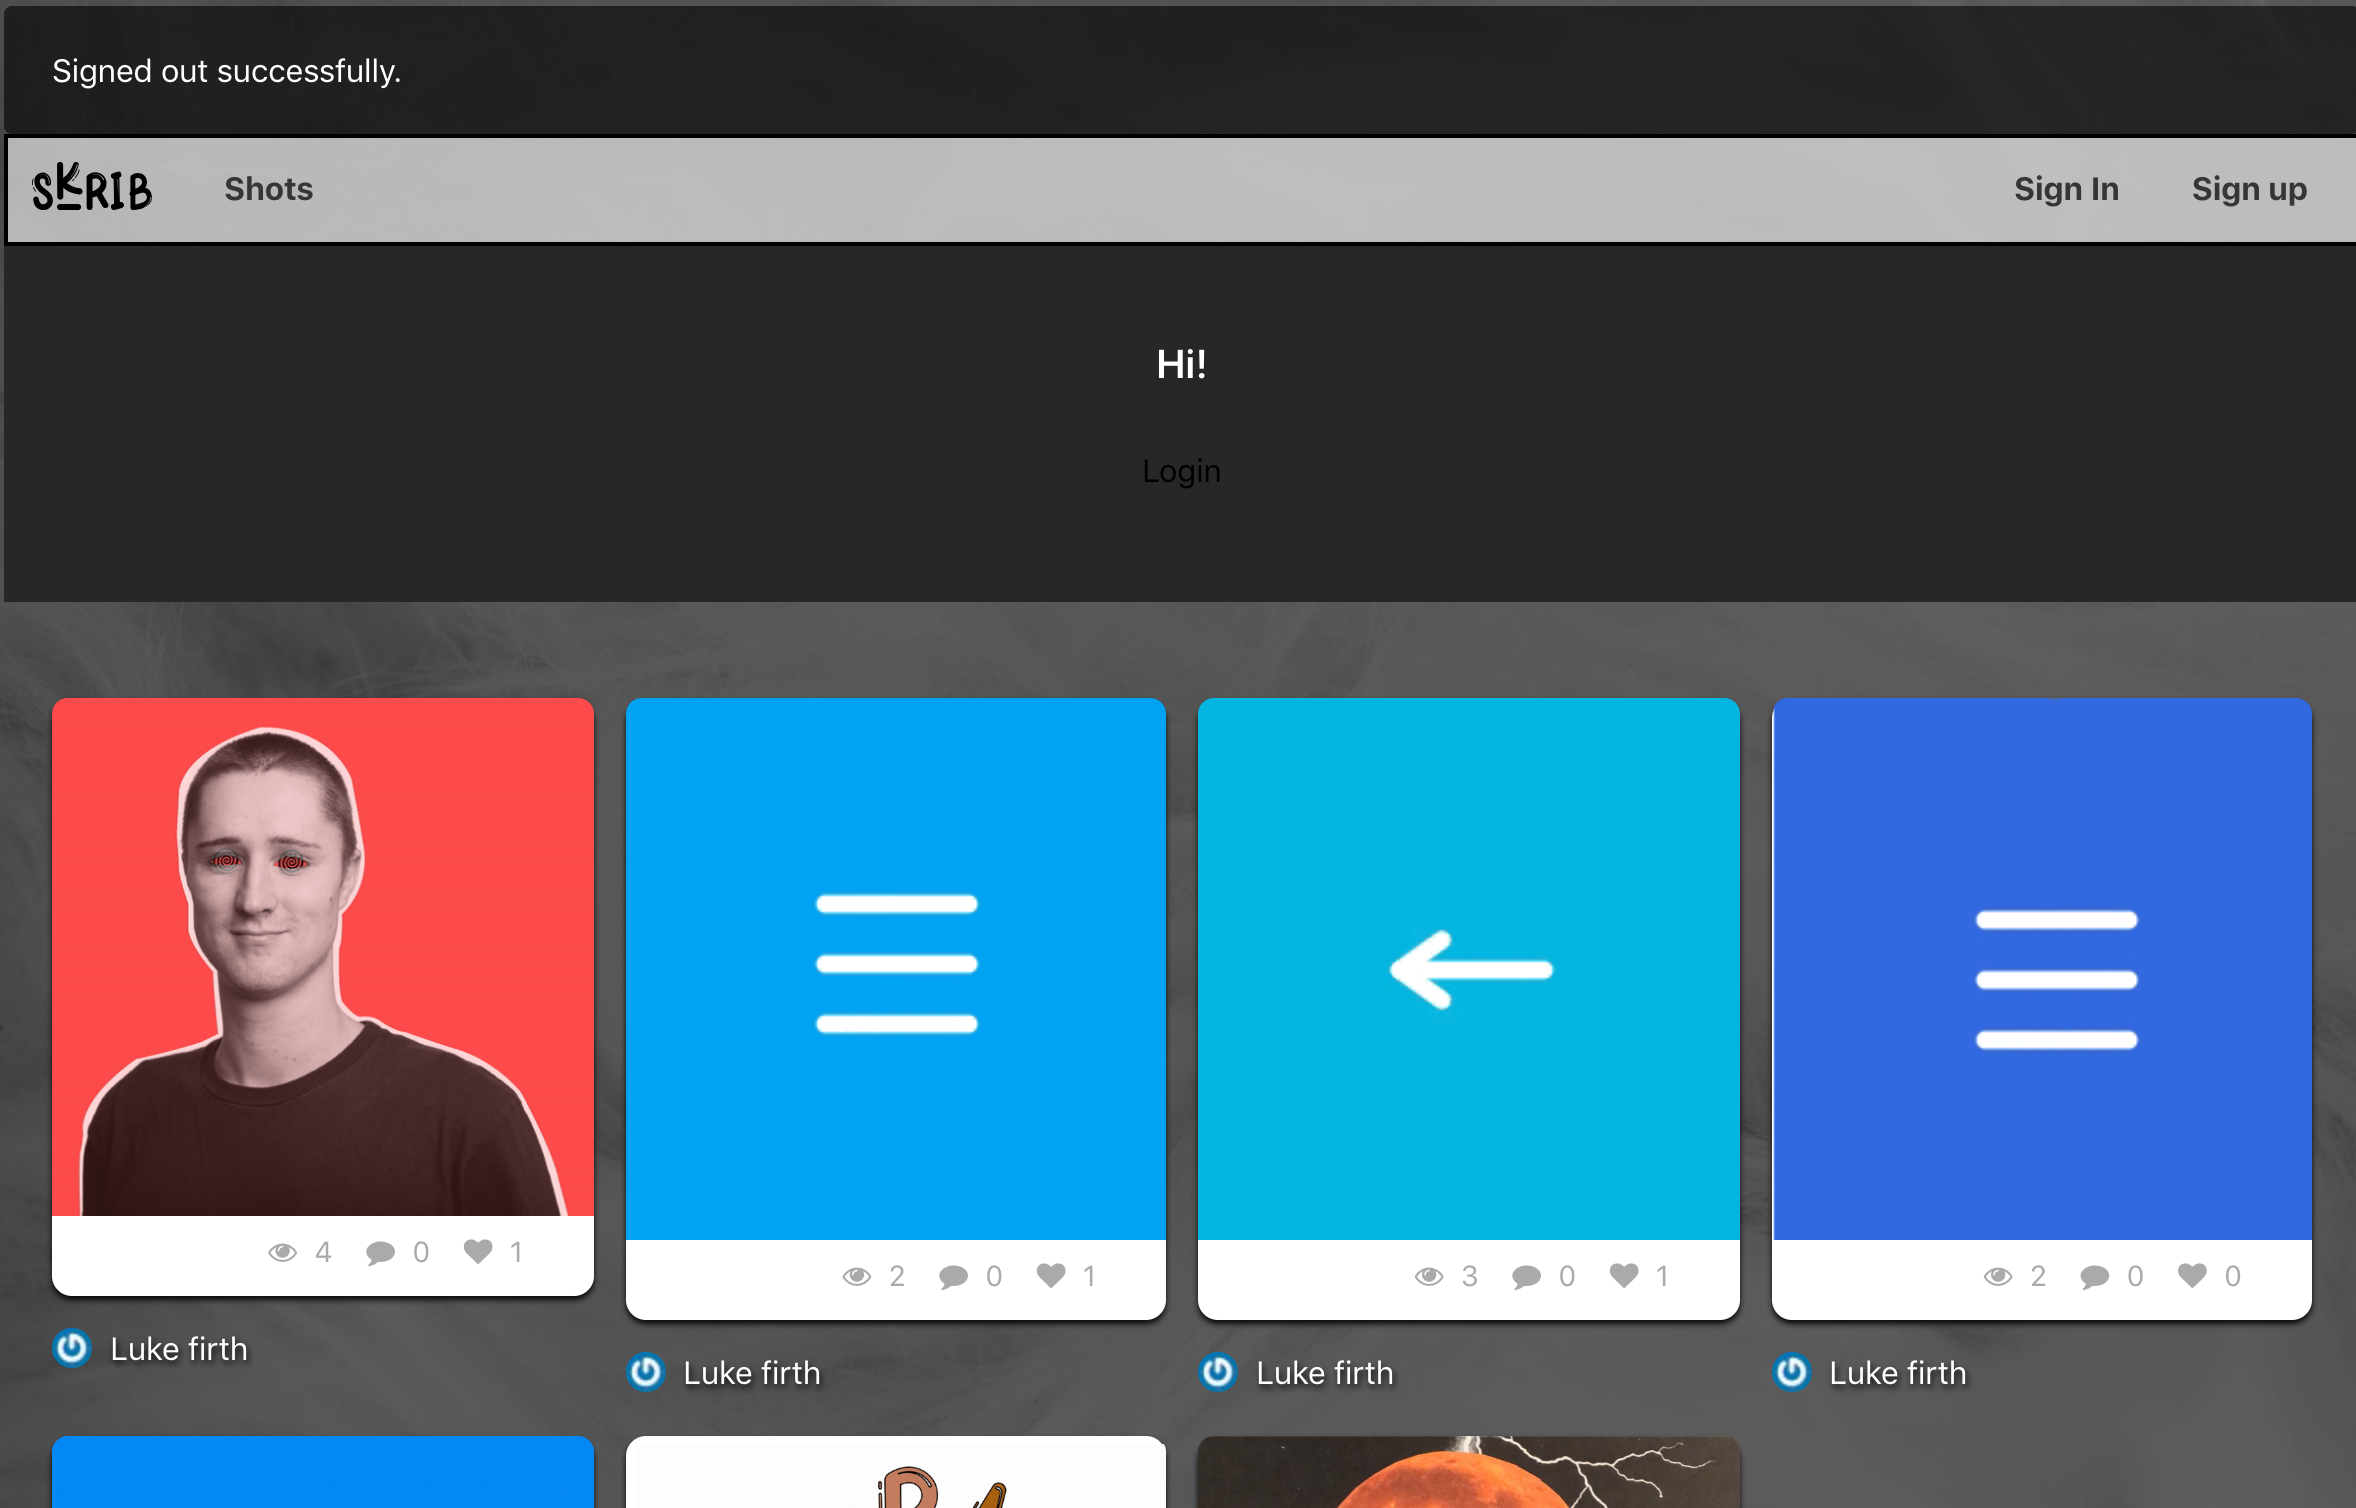 Signed out successfully.
SKRIB Shots Sign In Sign up
Hi!
Login
4 0 1
2 0 1
3 0 1
2 0 0
Luke firth
Luke firth
Luke firth
Luke firth